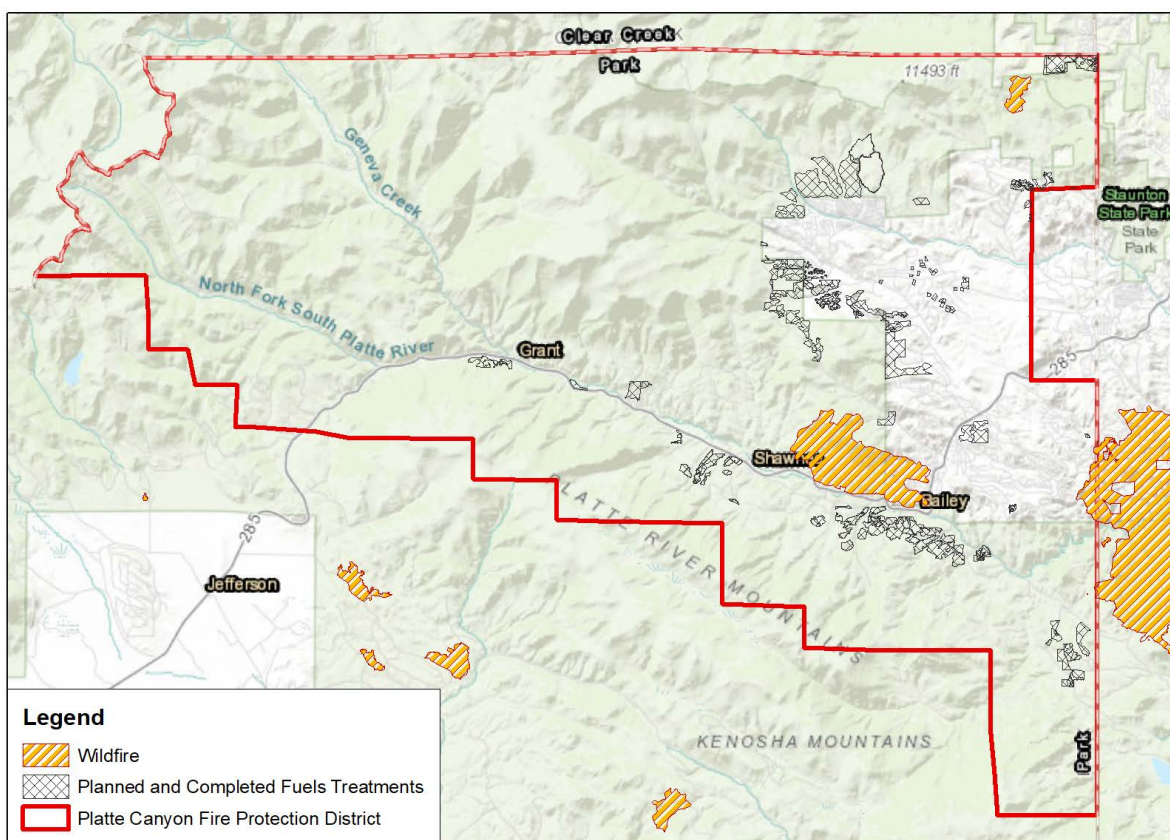 Clear Creek
Park
11493 ft
Geneva Creek
Staunton
State Park
State
Park
North Fork South Platte River
Grant
285
Bailey
PLATTE RIVER MOUNTAINS
285
Jefferson
KENOSHA MOUNTAINS
Park
Legend
Wildfire
Planned and Completed Fuels Treatments
Platte Canyon Fire Protection District